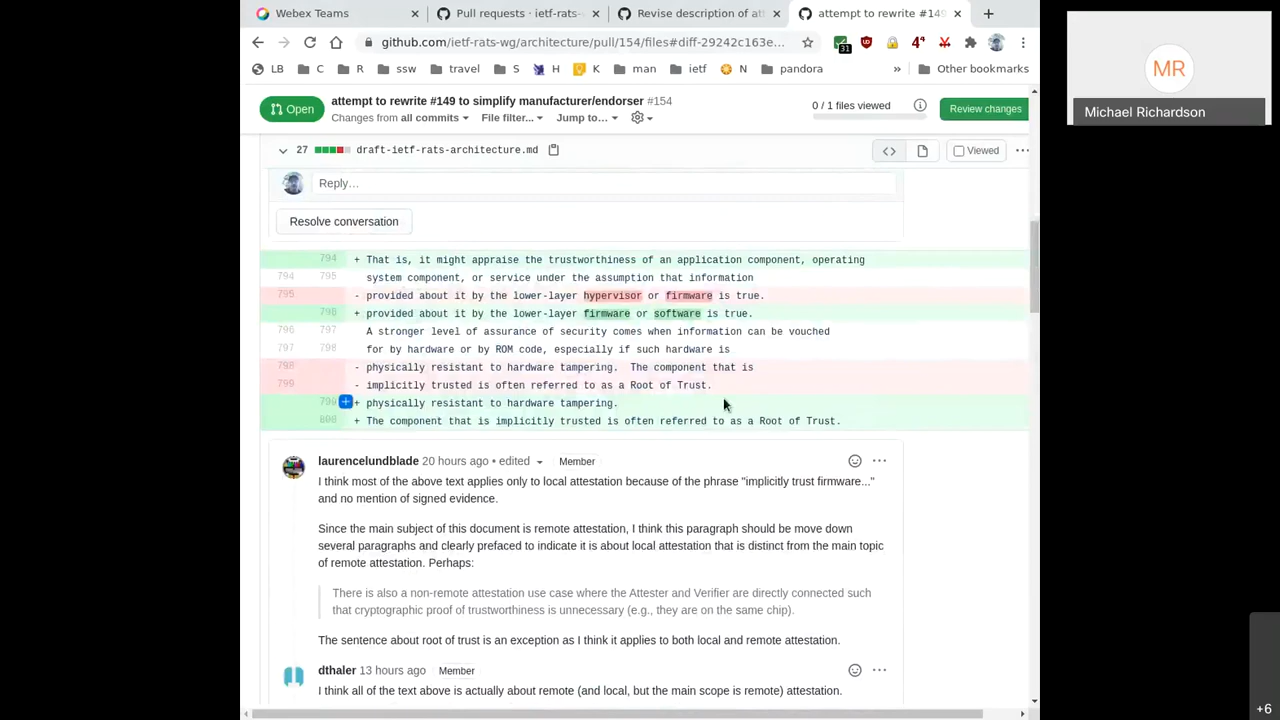 Webex Teams
Pull requests · ietf-rats-
Revise description of att
attempt to rewrite #149
github.com/ietf-rats-wg/architecture/pull/154/files#diff-29242c163e...
31
LB C R ssw travel S H K man ietf N pandora » Other bookmarks
Open
attempt to rewrite #149 to simplify manufacturer/endorser #154
Changes from all commits File filter... Jump to...
0 / 1 files viewed
Review changes
27 draft-ietf-rats-architecture.md
Viewed
Reply...
Resolve conversation
794 + That is, it might appraise the trustworthiness of an application component, operating
794 795 system component, or service under the assumption that information
795 - provided about it by the lower-layer hypervisor or firmware is true.
+ provided about it by the lower-layer firmware or software is true.
796 797 A stronger level of assurance of security comes when information can be vouched
797 798 for by hardware or by ROM code, especially if such hardware is
798 - physically resistant to hardware tampering. The component that is
799 - implicitly trusted is often referred to as a Root of Trust.
799 + physically resistant to hardware tampering.
800 + The component that is implicitly trusted is often referred to as a Root of Trust.
laurencelundblade 20 hours ago • edited Member
I think most of the above text applies only to local attestation because of the phrase "implicitly trust firmware..."
and no mention of signed evidence.
Since the main subject of this document is remote attestation, I think this paragraph should be move down
several paragraphs and clearly prefaced to indicate it is about local attestation that is distinct from the main topic
of remote attestation. Perhaps:
There is also a non-remote attestation use case where the Attester and Verifier are directly connected such
that cryptographic proof of trustworthiness is unnecessary (e.g., they are on the same chip).
The sentence about root of trust is an exception as I think it applies to both local and remote attestation.
dthaler 13 hours ago Member
I think all of the text above is actually about remote (and local, but the main scope is remote) attestation.
MR
Michael Richardson
+6